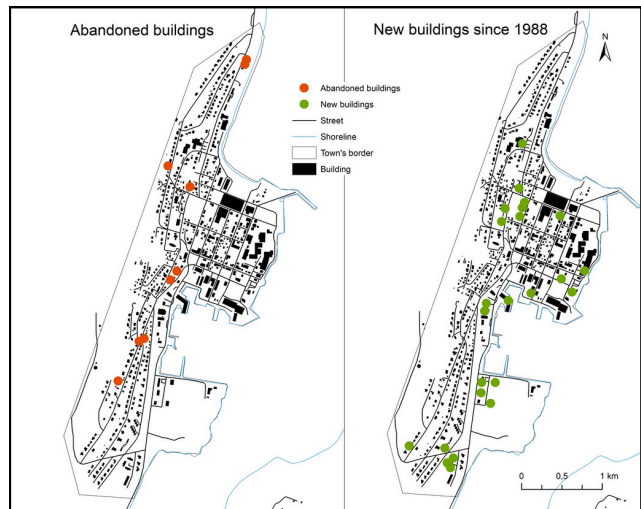 Abandoned buildings
New buildings since 1988
N
Abandoned buildings
New buildings
Street
Shoreline
Town's border
Building
0 0,5 1 km